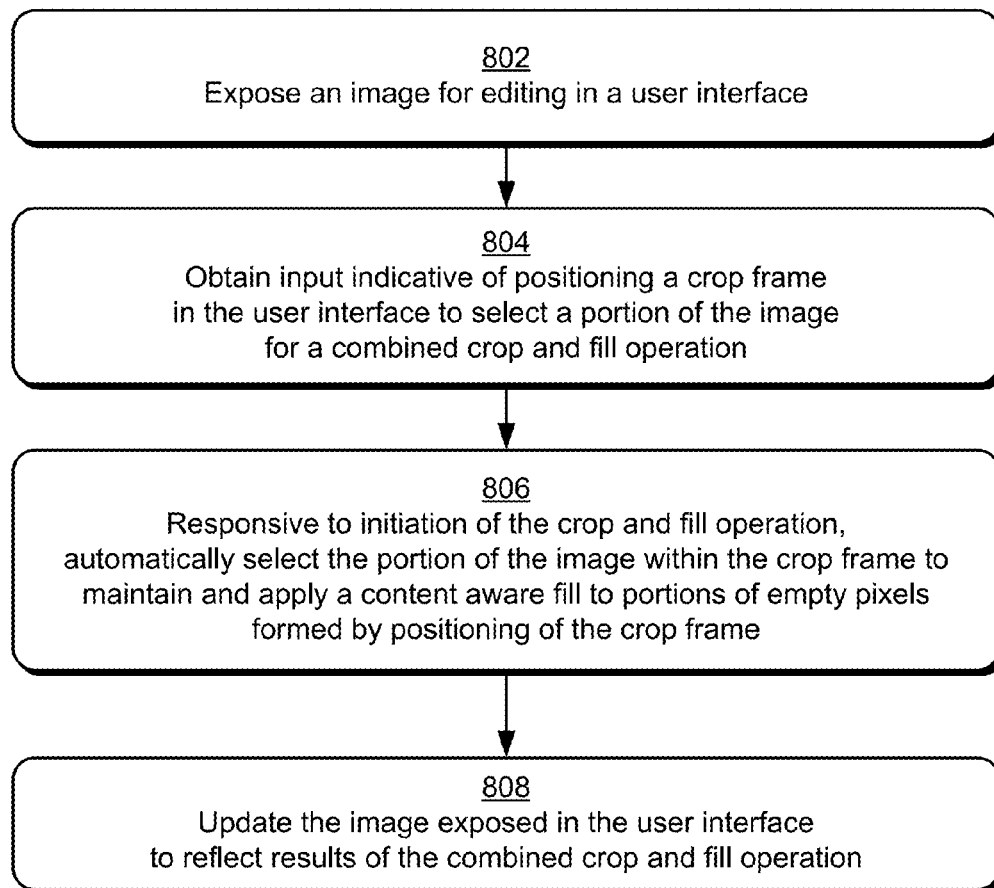 802
Expose an image for editing in a user interface
804
Obtain input indicative of positioning a crop frame
in the user interface to select a portion of the image
for a combined crop and fill operation
806
Responsive to initiation of the crop and fill operation,
automatically select the portion of the image within the crop frame to
maintain and apply a content aware fill to portions of empty pixels
formed by positioning of the crop frame
808
Update the image exposed in the user interface
to reflect results of the combined crop and fill operation